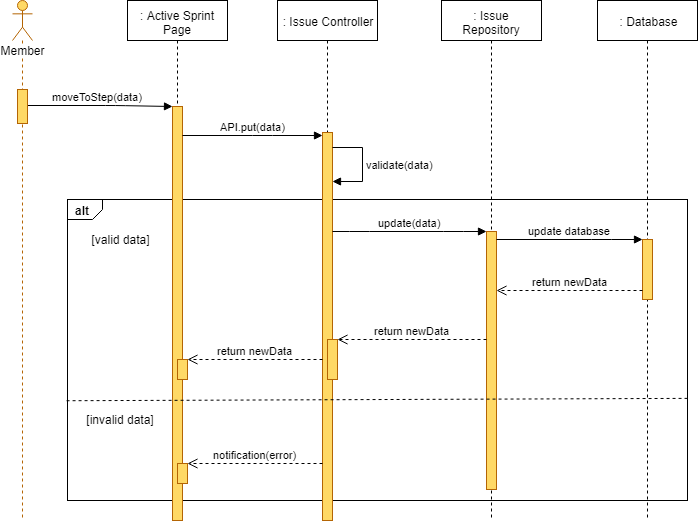 : Active Sprint
Page
: Issue Controller
: Issue
Repository
: Database
Member
moveToStep(data)
API.put(data)
validate(data)
alt
[valid data]
update(data)
update database
return newData
return newData
return newData
[invalid data]
notification(error)